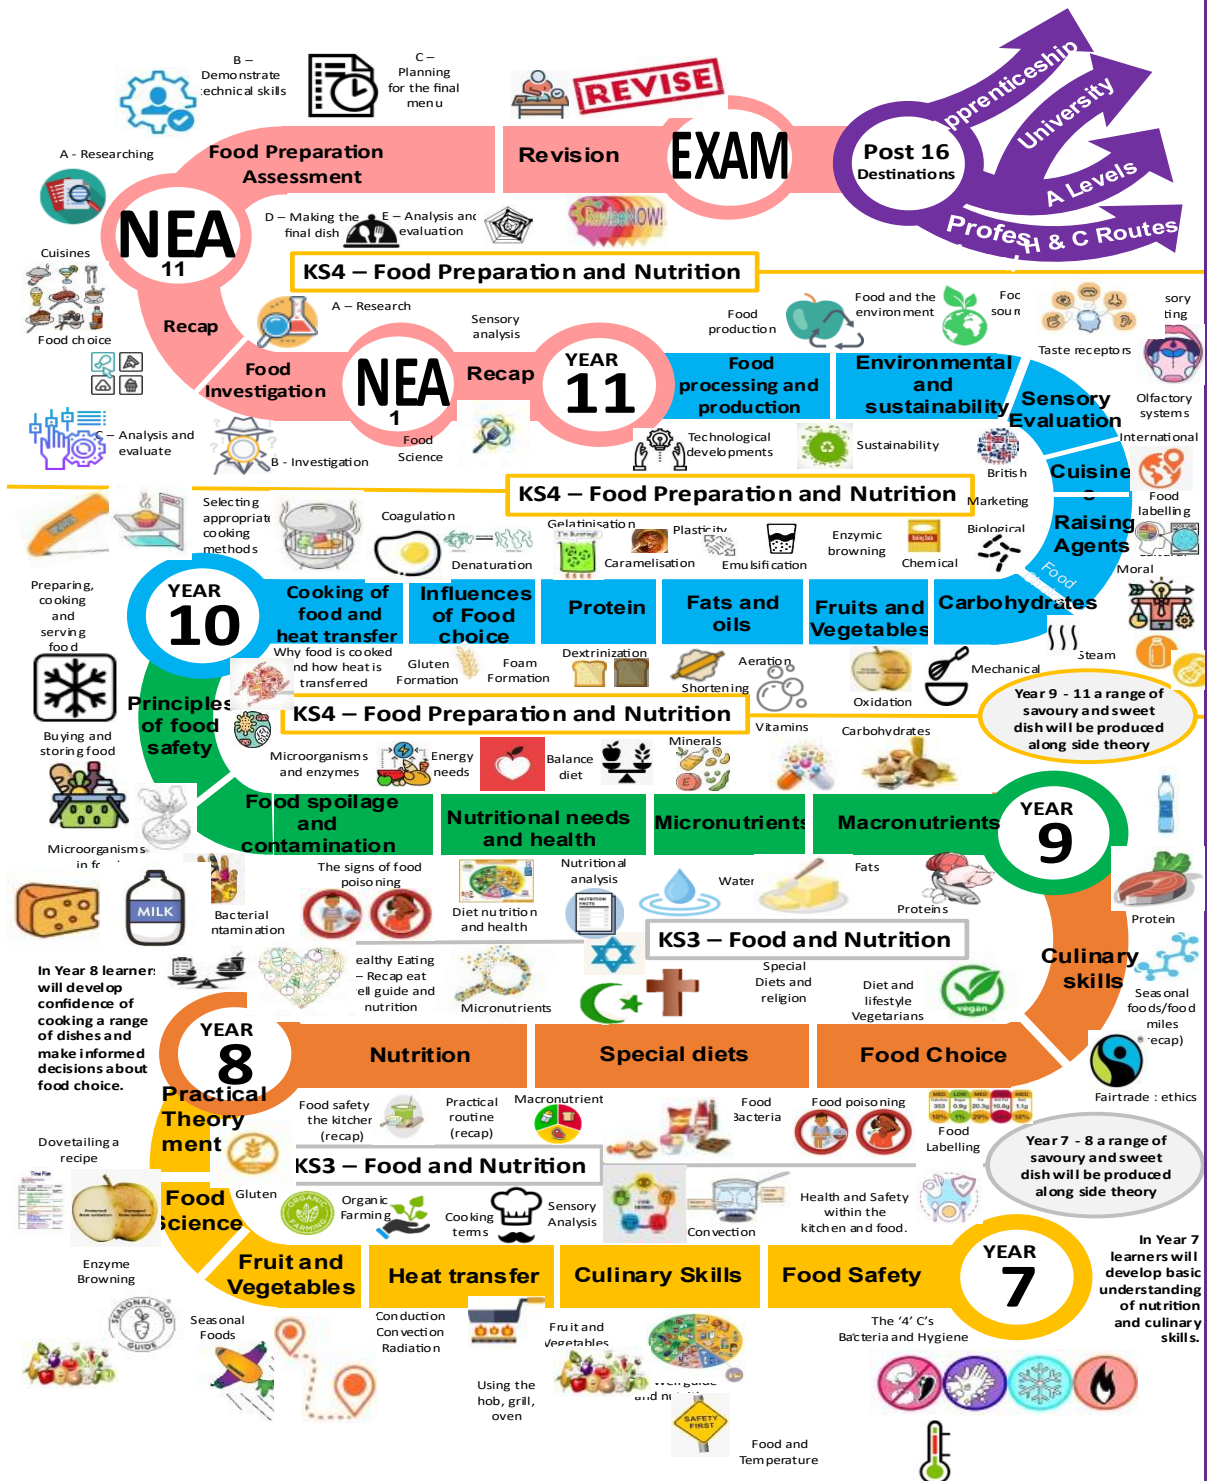 B –
Demonstrate
technical skills
C –
Planning
for the final
menu
REVISE
Apprenticeship
University
A Levels
H & C Routes
Post 16
Destinations
EXAM
Revision
Food Preparation
Assessment
A - Researching
NEA
11
D – Making the
final dish
E – Analysis and
evaluation
KS4 – Food Preparation and Nutrition
Cuisines
Food choice
Recap
A – Research
Sensory
analysis
Food
production
Food and the
environment
Taste receptors
Food
Investigation
NEA
1
Recap
YEAR
11
Food
processing and
production
Environmental
and
sustainability
Sensory
Evaluation
Olfactory
systems
C – Analysis and
evaluate
B - Investigation
Food
Science
Technological
developments
Sustainability
British
International
Cuisine
Marketing
Food
labelling
KS4 – Food Preparation and Nutrition
Selecting
appropriate
cooking
methods
Coagulation
Denaturation
Gelatinisation
Caramelisation
Plasticity
Emulsification
Enzymic
browning
Chemical
Biological
Raising
Agents
Moral
Preparing,
cooking
and
serving
food
YEAR
10
Cooking of
food and
heat transfer
Influences
of Food
choice
Protein
Fats and
oils
Fruits and
Vegetables
Carbohydrates
Food
Why food is cooked
and how heat is
transferred
Gluten
Formation
Foam
Formation
Dextrinization
Shortening
Aeration
Oxidation
Mechanical
Steam
Principles
of food
safety
KS4 – Food Preparation and Nutrition
Year 9 - 11 a range of
savoury and sweet
dish will be produced
along side theory
Buying and
storing food
Microorganisms
and enzymes
Energy
needs
Balance
diet
Minerals
Vitamins
Carbohydrates
Microorganisms
Food spoilage
and
contamination
Nutritional needs
and health
Micronutrients
Macronutrients
YEAR
9
MILK
Bacterial
The signs of food
poisoning
Diet nutrition
and health
Nutritional
analysis
Water
Fats
Proteins
Protein
KS3 – Food and Nutrition
Culinary
skills
In Year 8 learners
will develop
confidence of
cooking a range
of dishes and
make informed
decisions about
food choice.
Healthy Eating
– Recap eat
well guide and
nutrition
Micronutrients
Special
Diets and
religion
Diet and
lifestyle
Vegetarians
vegan
Seasonal
foods/food
miles
(recap)
YEAR
8
Nutrition
Special diets
Food Choice
Fairtrade : ethics
Practical
Theory
ment
Food safety
the kitchen
(recap)
Practical
routine
(recap)
Macronutrient
Food
Bacteria
Food poisoning
Food
Labelling
Year 7 - 8 a range of
savoury and sweet
dish will be produced
along side theory
Dovetailing a
recipe
KS3 – Food and Nutrition
Food
Science
Gluten
Organic
Farming
Cooking
terms
Sensory
Analysis
Convection
Health and Safety
within the
kitchen and food.
Enzyme
Browning
Fruit and
Vegetables
Heat transfer
Culinary Skills
Food Safety
YEAR
7
In Year 7
learners will
develop basic
understanding
of nutrition
and culinary
skills.
SEASONAL FOOD
GUIDE
Seasonal
Foods
Conduction
Convection
Radiation
Using the
hob, grill,
oven
Fruit and
Vegetables
SAFETY
FIRST
Food and
Temperature
The ‘4’ C’s
Bacteria and Hygiene